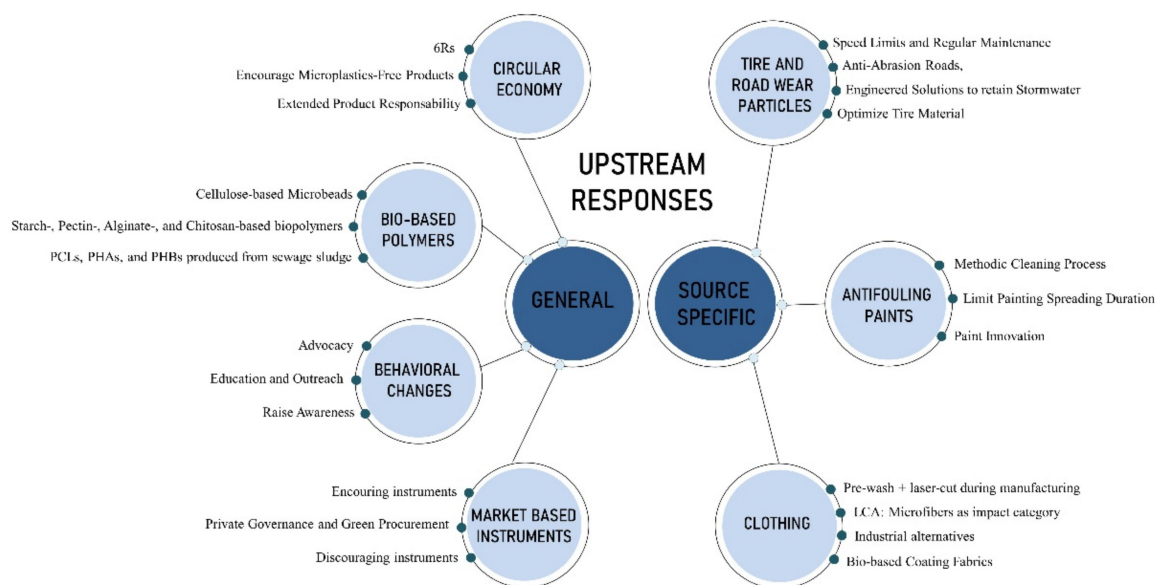 UPSTREAM
RESPONSES
GENERAL
CIRCULAR
ECONOMY
6Rs
Encourage Microplastics-Free Products
Extended Product Responsability
BIO-BASED
POLYMERS
Cellulose-based Microbeads
Starch-, Pectin-, Alginate-, and Chitosan-based biopolymers
PCLs, PHAs, and PHBs produced from sewage sludge
BEHAVIORAL
CHANGES
Advocacy
Education and Outreach
Raise Awareness
MARKET BASED
INSTRUMENTS
Encouring instruments
Private Governance and Green Procurement
Discouraging instruments
SOURCE
SPECIFIC
TIRE AND
ROAD WEAR
PARTICLES
Speed Limits and Regular Maintenance
Anti-Abrasion Roads,
Engineered Solutions to retain Stormwater
Optimize Tire Material
ANTIFOULING
PAINTS
Methodic Cleaning Process
Limit Painting Spreading Duration
Paint Innovation
CLOTHING
Pre-wash + laser-cut during manufacturing
LCA: Microfibers as impact category
Industrial alternatives
Bio-based Coating Fabrics